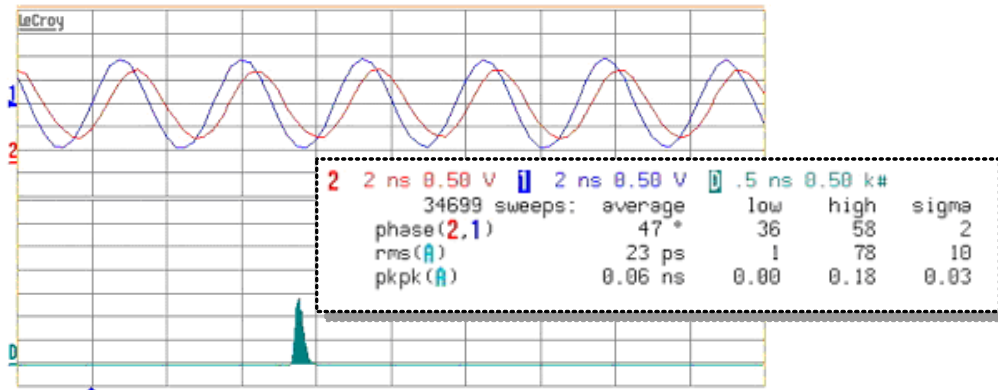 LeCroy
1
2
2 2 ns 0.50 V 1 2 ns 0.50 V D .5 ns 0.50 k#
34699 sweeps: average low high sigma
phase(2,1) 47 ° 36 58 2
rms(A) 23 ps 1 78 10
pkpk(A) 0.06 ns 0.00 0.18 0.03
D